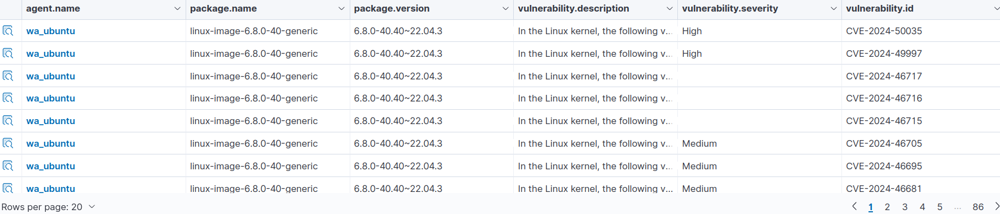 agent.name package.name package.version vulnerability.description vulnerability.severity vulnerability.id
wa_ubuntu linux-image-6.8.0-40-generic 6.8.0-40.40~22.04.3 In the Linux kernel, the following v... High CVE-2024-50035
wa_ubuntu linux-image-6.8.0-40-generic 6.8.0-40.40~22.04.3 In the Linux kernel, the following v... High CVE-2024-49997
wa_ubuntu linux-image-6.8.0-40-generic 6.8.0-40.40~22.04.3 In the Linux kernel, the following v... CVE-2024-46717
wa_ubuntu linux-image-6.8.0-40-generic 6.8.0-40.40~22.04.3 In the Linux kernel, the following v... CVE-2024-46716
wa_ubuntu linux-image-6.8.0-40-generic 6.8.0-40.40~22.04.3 In the Linux kernel, the following v... CVE-2024-46715
wa_ubuntu linux-image-6.8.0-40-generic 6.8.0-40.40~22.04.3 In the Linux kernel, the following v... Medium CVE-2024-46705
wa_ubuntu linux-image-6.8.0-40-generic 6.8.0-40.40~22.04.3 In the Linux kernel, the following v... Medium CVE-2024-46695
wa_ubuntu linux-image-6.8.0-40-generic 6.8.0-40.40~22.04.3 In the Linux kernel, the following v... Medium CVE-2024-46681
Rows per page: 20 1 2 3 4 5 ... 86